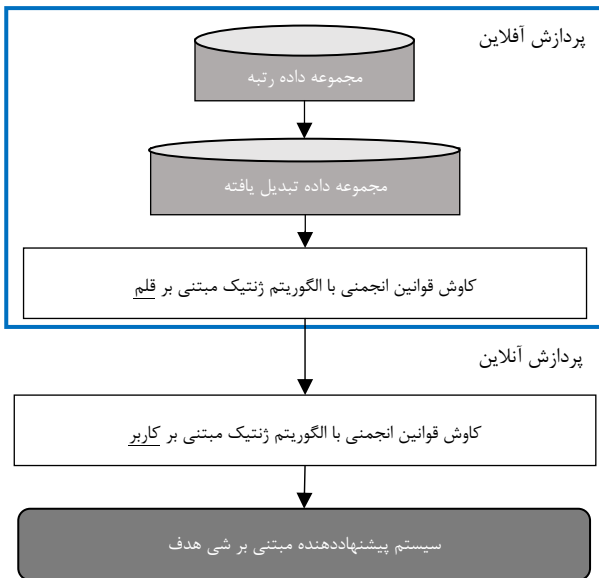 پردازش آفلاین
مجموعه داده رتبه
مجموعه داده تبدیل یافته
کاوش قوانین انجمنی با الگوریتم ژنتیک مبتنی بر قلم
پردازش آنلاین
کاوش قوانین انجمنی با الگوریتم ژنتیک مبتنی بر کاربر
سیستم پیشنهاددهنده مبتنی بر شی هدف